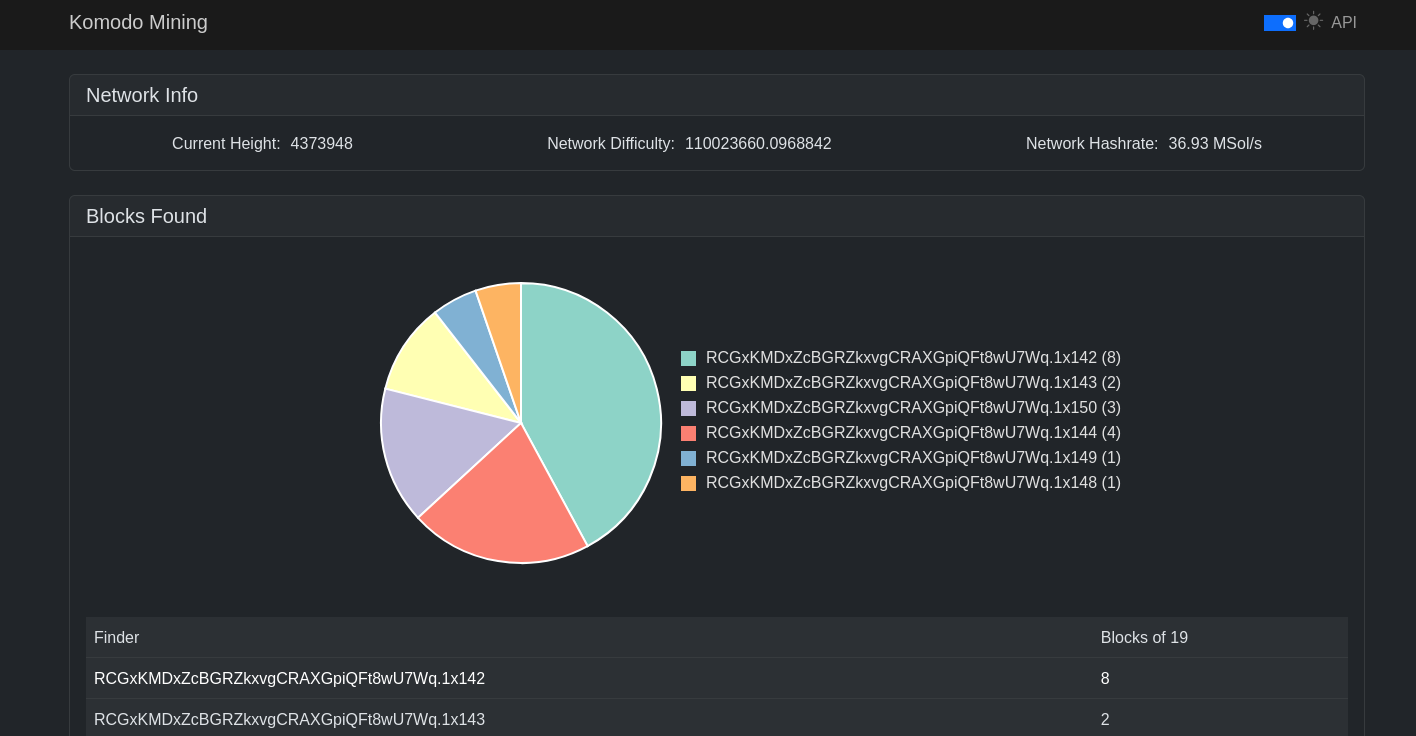 Komodo Mining
API
Network Info
Current Height: 4373948 Network Difficulty: 110023660.0968842 Network Hashrate: 36.93 MSol/s
Blocks Found
RCGxKMDxZcBGRZkxvgCRAXGpiQFt8wU7Wq.1x142 (8)
RCGxKMDxZcBGRZkxvgCRAXGpiQFt8wU7Wq.1x143 (2)
RCGxKMDxZcBGRZkxvgCRAXGpiQFt8wU7Wq.1x150 (3)
RCGxKMDxZcBGRZkxvgCRAXGpiQFt8wU7Wq.1x144 (4)
RCGxKMDxZcBGRZkxvgCRAXGpiQFt8wU7Wq.1x149 (1)
RCGxKMDxZcBGRZkxvgCRAXGpiQFt8wU7Wq.1x148 (1)
Finder Blocks of 19
RCGxKMDxZcBGRZkxvgCRAXGpiQFt8wU7Wq.1x142 8
RCGxKMDxZcBGRZkxvgCRAXGpiQFt8wU7Wq.1x143 2